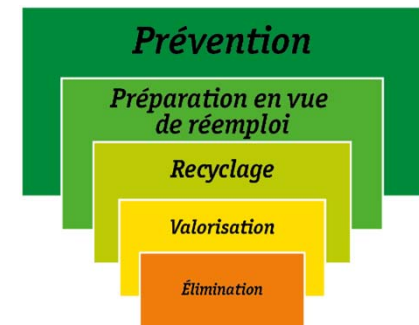 Prévention
Préparation en vue
de réemploi
Recyclage
Valorisation
Élimination